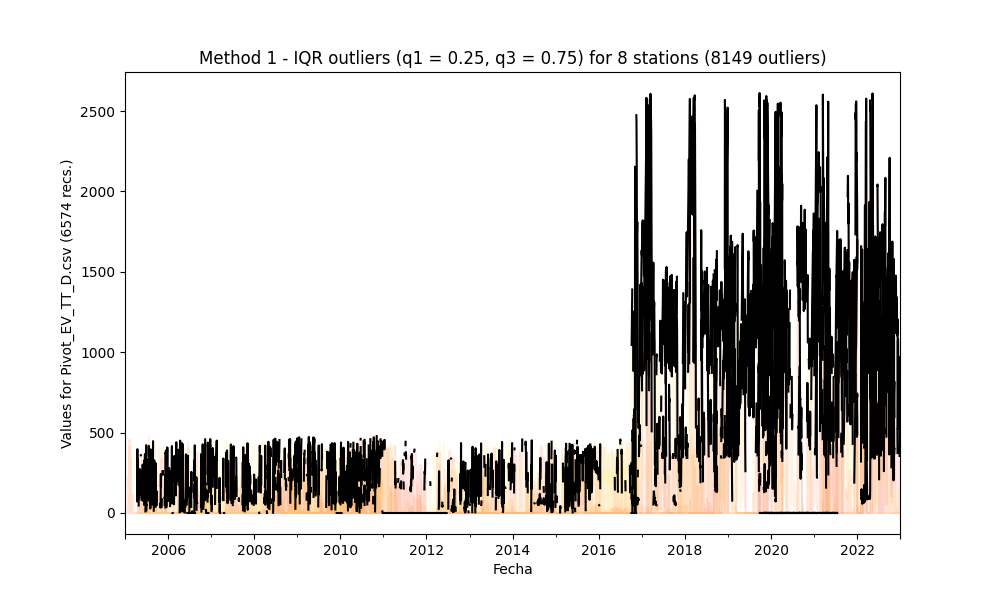 Method 1 - IQR outliers (q1 = 0.25, q3 = 0.75) for 8 stations (8149 outliers)
Values for Pivot_EV_TT_D.csv (6574 recs.)
2500
2000
1500
1000
500
0
2006 2008 2010 2012 2014 2016 2018 2020 2022
Fecha